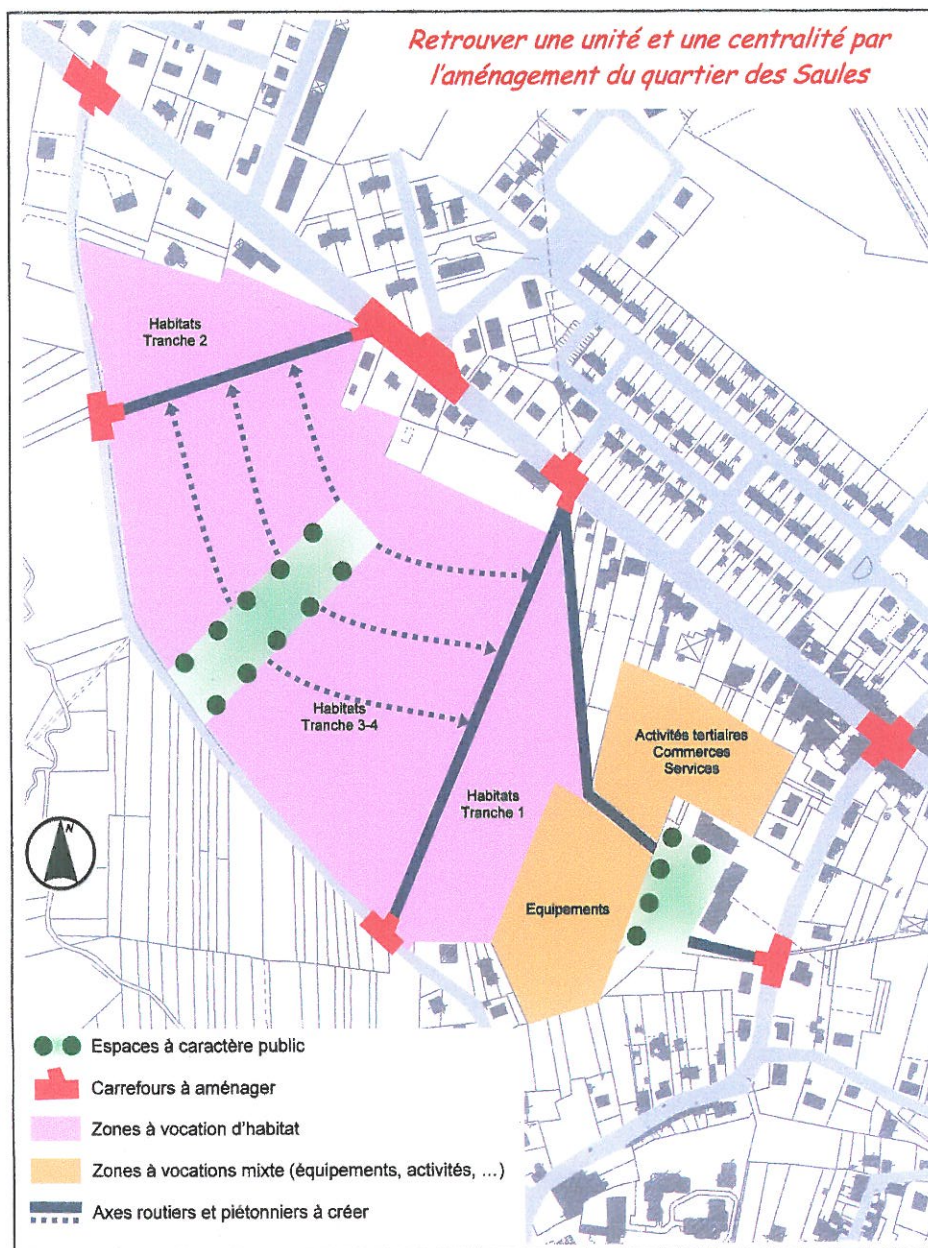 Retrouver une unité et une centralité par
l'aménagement du quartier des Saules
Habitats
Tranche 2
Habitats
Tranche 3-4
Activités tertiaires
Commerces
Services
Habitats
Tranche 1
Equipements
N
Espaces à caractère public
Carrefours à aménager
Zones à vocation d'habitat
Zones à vocations mixte (équipements, activités, ...)
Axes routiers et piétonniers à créer